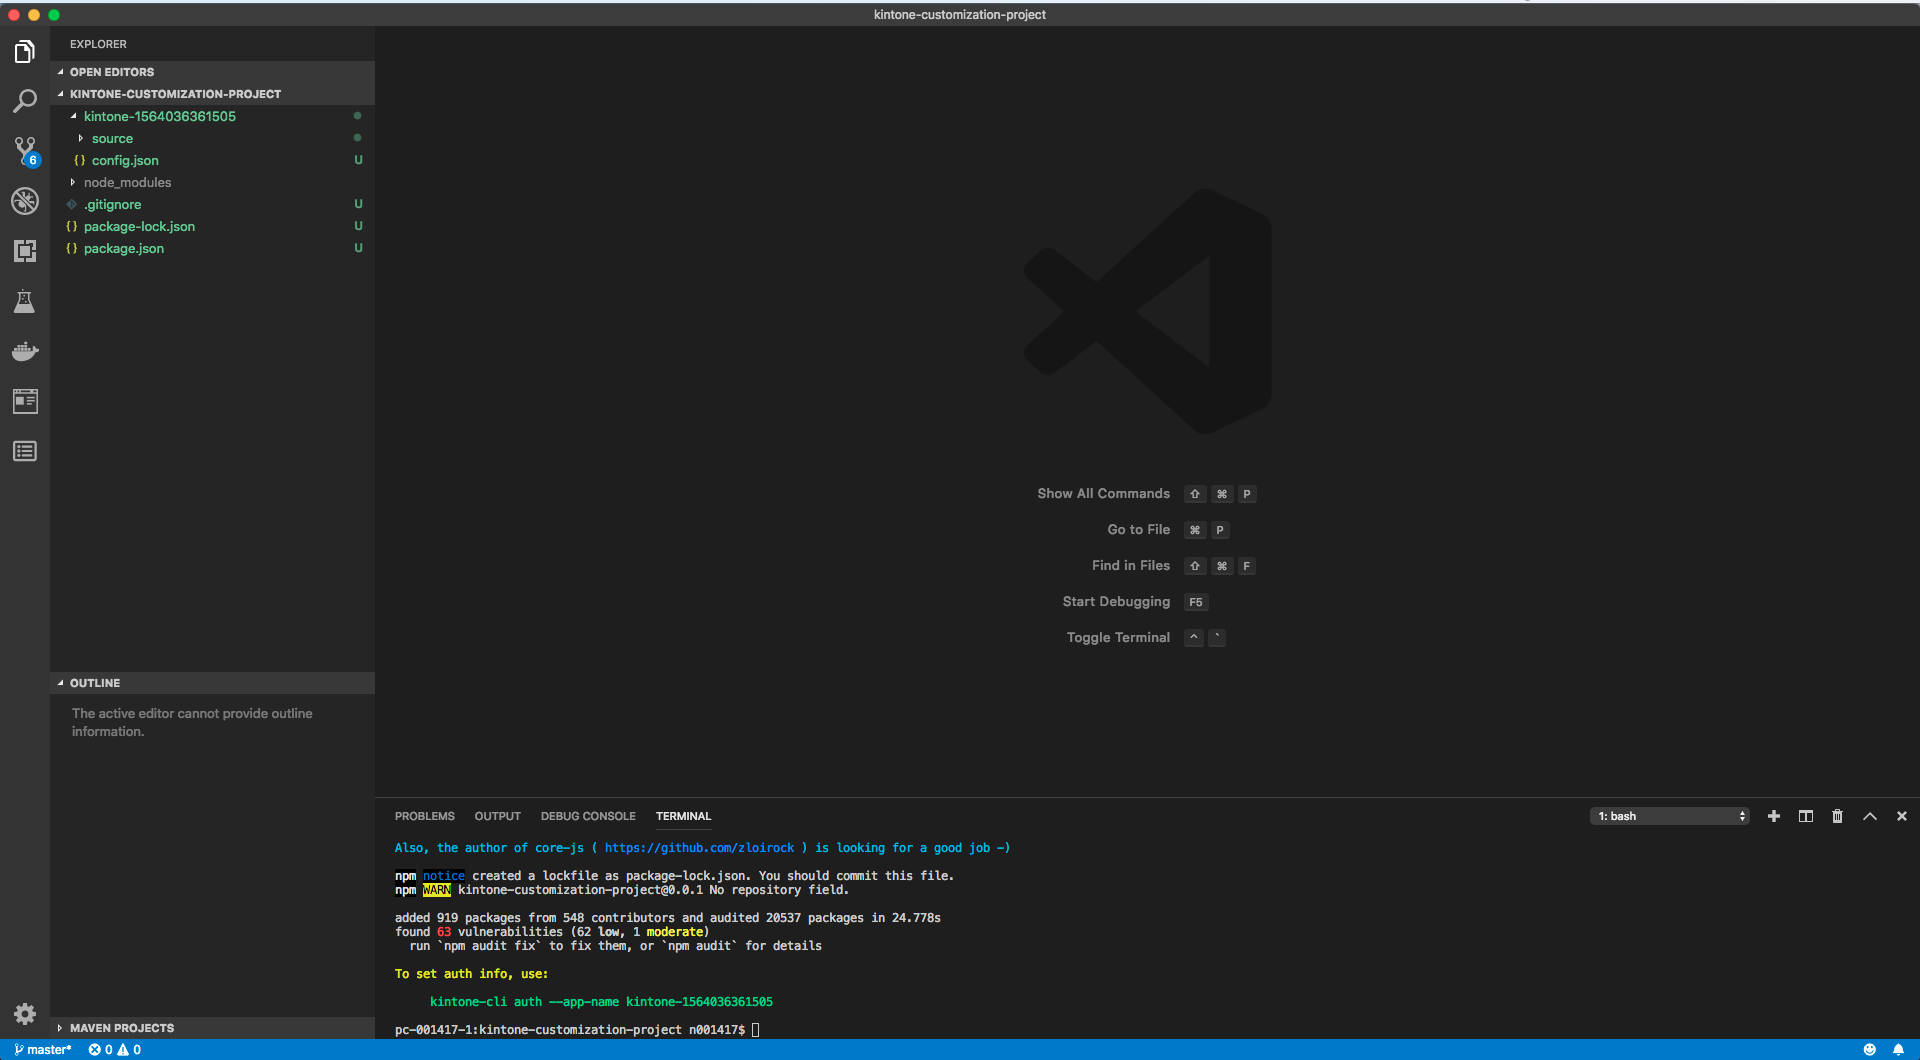 kintone-customization-project
EXPLORER
OPEN EDITORS
KINTONE-CUSTOMIZATION-PROJECT
kintone-1564036361505
source
{} config.json U
node_modules
.gitignore U
{} package-lock.json U
{} package.json U
6
OUTLINE
The active editor cannot provide outline
information.
MAVEN PROJECTS
Show All Commands ⇧ ⌘ P
Go to File ⌘ P
Find in Files ⇧ ⌘ F
Start Debugging F5
Toggle Terminal ^ `
PROBLEMS OUTPUT DEBUG CONSOLE TERMINAL 1: bash
Also, the author of core-js ( https://github.com/zloirock ) is looking for a good job -)
npm notice created a lockfile as package-lock.json. You should commit this file.
npm WARN kintone-customization-project@0.0.1 No repository field.
added 919 packages from 548 contributors and audited 20537 packages in 24.778s
found 63 vulnerabilities (62 low, 1 moderate)
run `npm audit fix` to fix them, or `npm audit` for details
To set auth info, use:
kintone-cli auth --app-name kintone-1564036361505
pc-001417-1:kintone-customization-project n001417$
master* 0 0